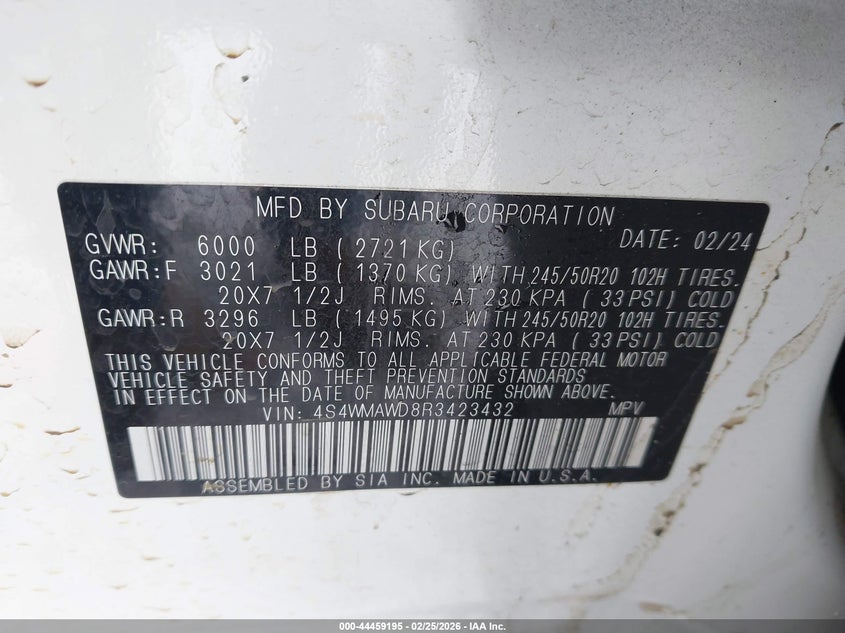 MFD BY SUBARU CORPORATION
GVWR: 6000 LB ( 2721 KG) DATE: 02/24
GAWR:F 3021 LB ( 1370 KG) WITH 245/50R20 102H TIRES.
20X7 1/2J RIMS. AT 230 KPA ( 33 PSI) COLD
GAWR:R 3296 LB ( 1495 KG) WITH 245/50R20 102H TIRES.
20X7 1/2J RIMS. AT 230 KPA ( 33 PSI) COLD
THIS VEHICLE CONFORMS TO ALL APPLICABLE FEDERAL MOTOR
VEHICLE SAFETY AND THEFT PREVENTION STANDARDS
IN EFFECT ON THE DATE OF MANUFACTURE SHOWN ABOVE.
VIN: 4S4WMAWD8R3423432 MPV
ASSEMBLED BY SIA INC. MADE IN U.S.A.
000-44459195 - 02/25/2026 - IAA Inc.